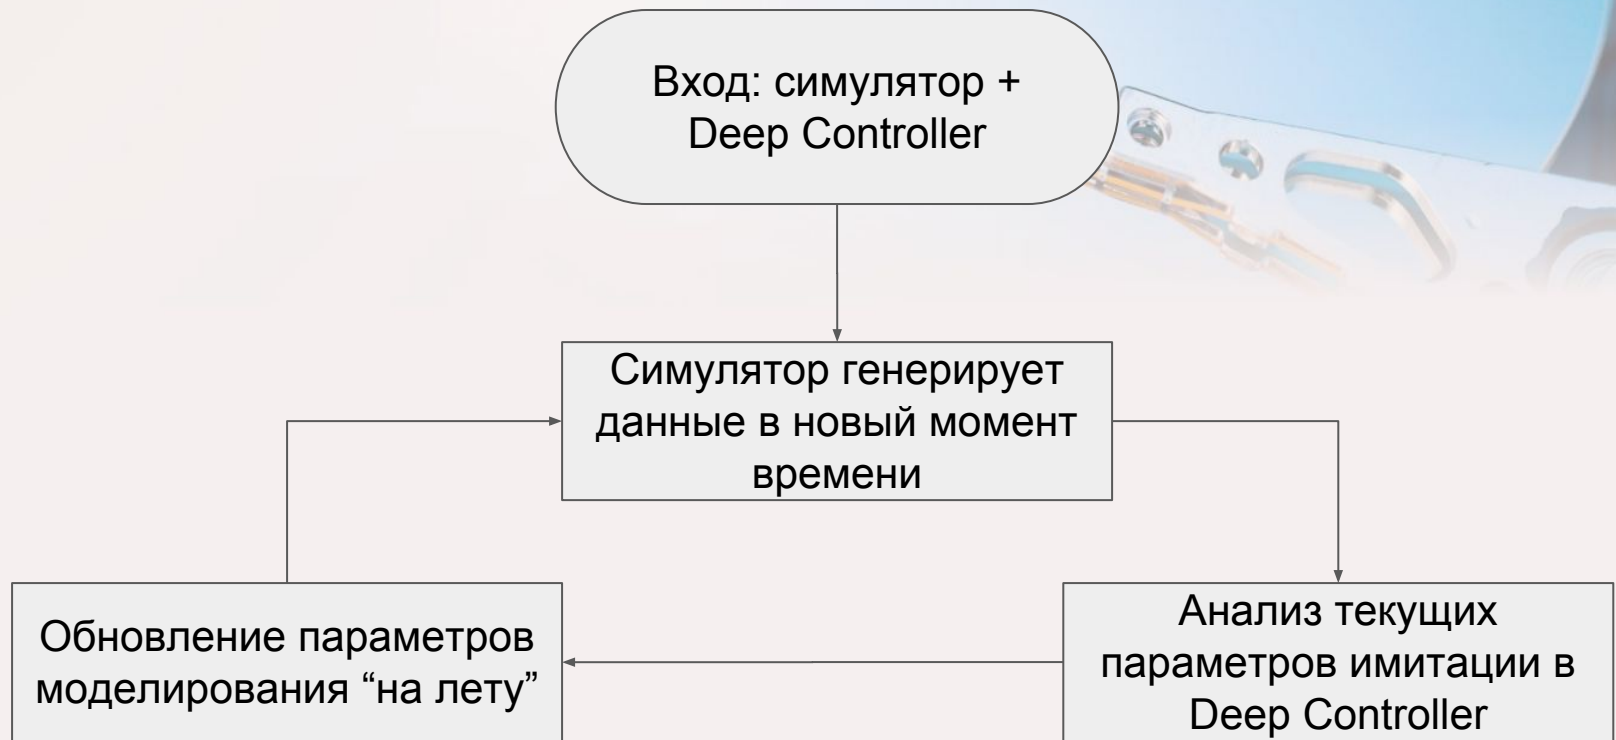 Вход: симулятор +
Deep Controller
Симулятор генерирует
данные в новый момент
времени
Обновление параметров
моделирования “на лету”
Анализ текущих
параметров имитации в
Deep Controller